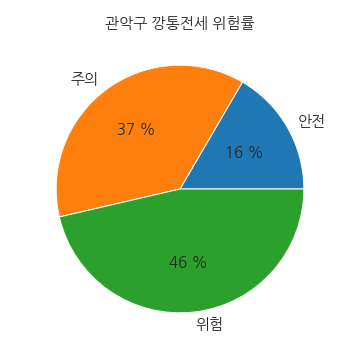 관악구 깡통전세 위험률
주의
안전
37 %
16 %
46 %
위험